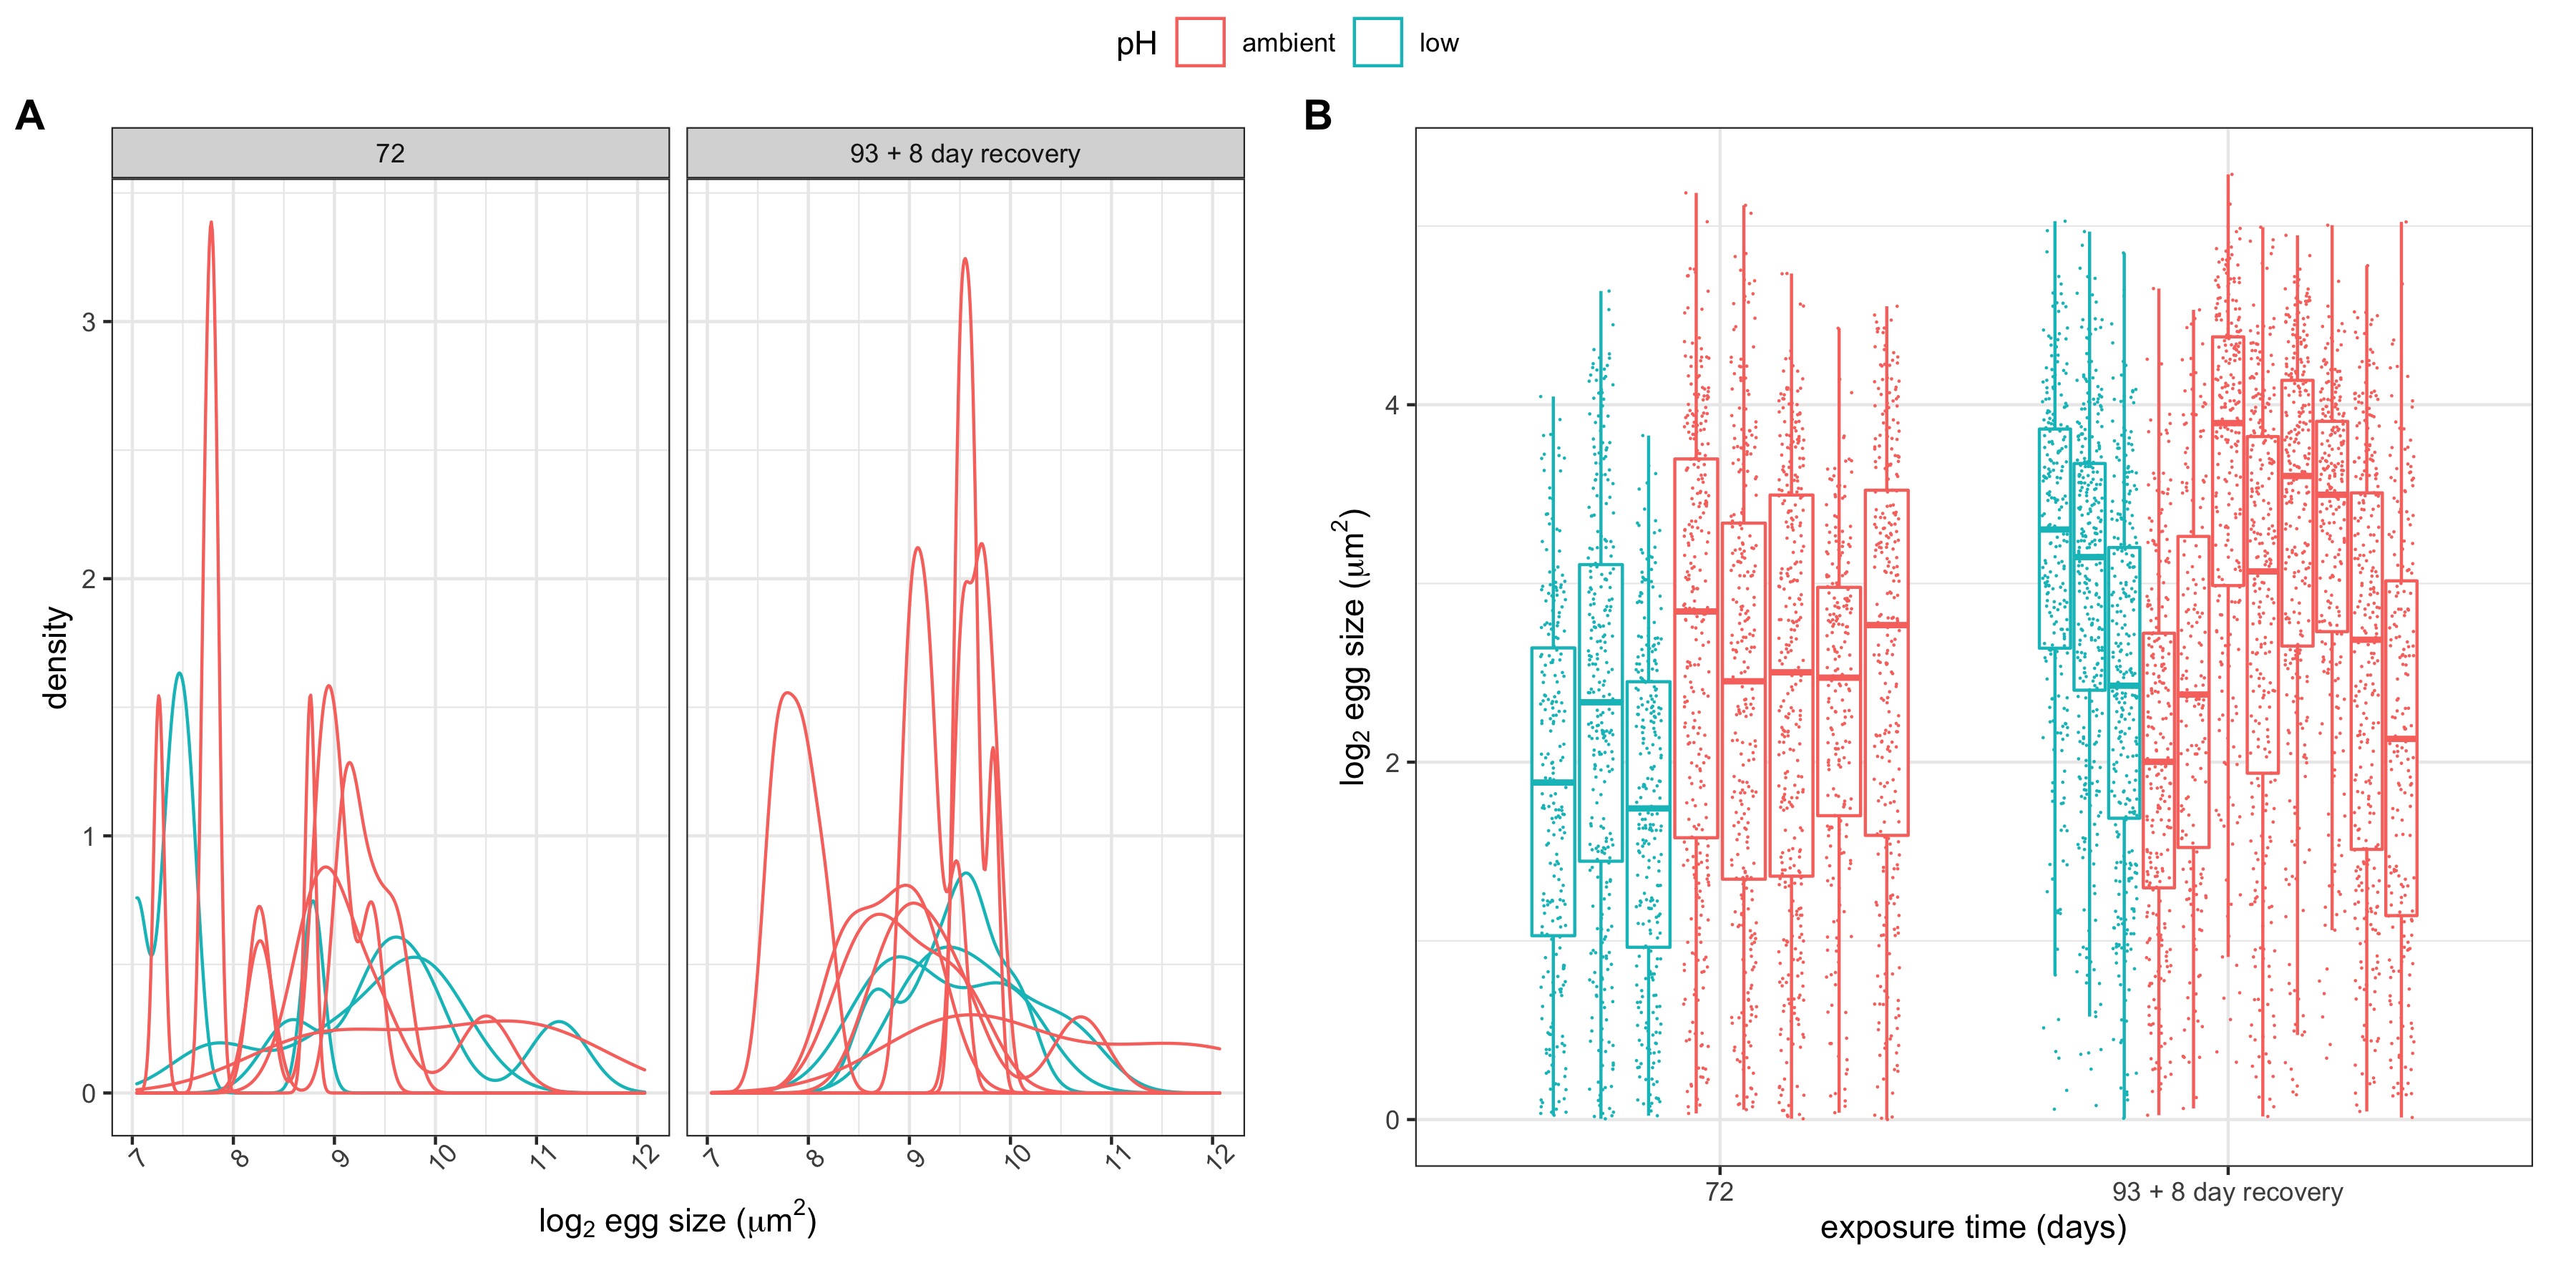 pH ambient low
A
B
72
93 + 8 day recovery
density
3
2
1
0
7 8 9 10 11 12
7 8 9 10 11 12
log₂ egg size (μm²)
log₂ egg size (μm²)
4
2
0
72
93 + 8 day recovery
exposure time (days)